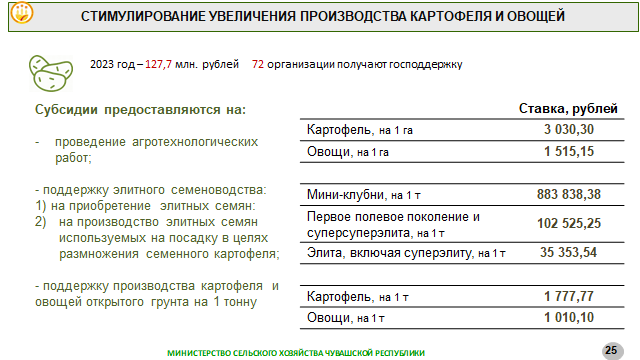 СТИМУЛИРОВАНИЕ УВЕЛИЧЕНИЯ ПРОИЗВОДСТВА КАРТОФЕЛЯ И ОВОЩЕЙ
2023 год – 127,7 млн. рублей 72 организации получают господдержку
Субсидии предоставляются на:
- проведение агротехнологических
работ;
- поддержку элитного семеноводства:
1) на приобретение элитных семян:
2) на производство элитных семян
используемых на посадку в целях
размножения семенного картофеля;
- поддержку производства картофеля и
овощей открытого грунта на 1 тонну
Ставка, рублей
Картофель, на 1 га 3 030,30
Овощи, на 1 га 1 515,15
Мини-клубни, на 1 т 883 838,38
Первое полевое поколение и
суперсуперэлита, на 1 т 102 525,25
Элита, включая суперэлиту, на 1 т 35 353,54
Картофель, на 1 т 1 777,77
Овощи, на 1 т 1 010,10
МИНИСТЕРСТВО СЕЛЬСКОГО ХОЗЯЙСТВА ЧУВАШСКОЙ РЕСПУБЛИКИ
25